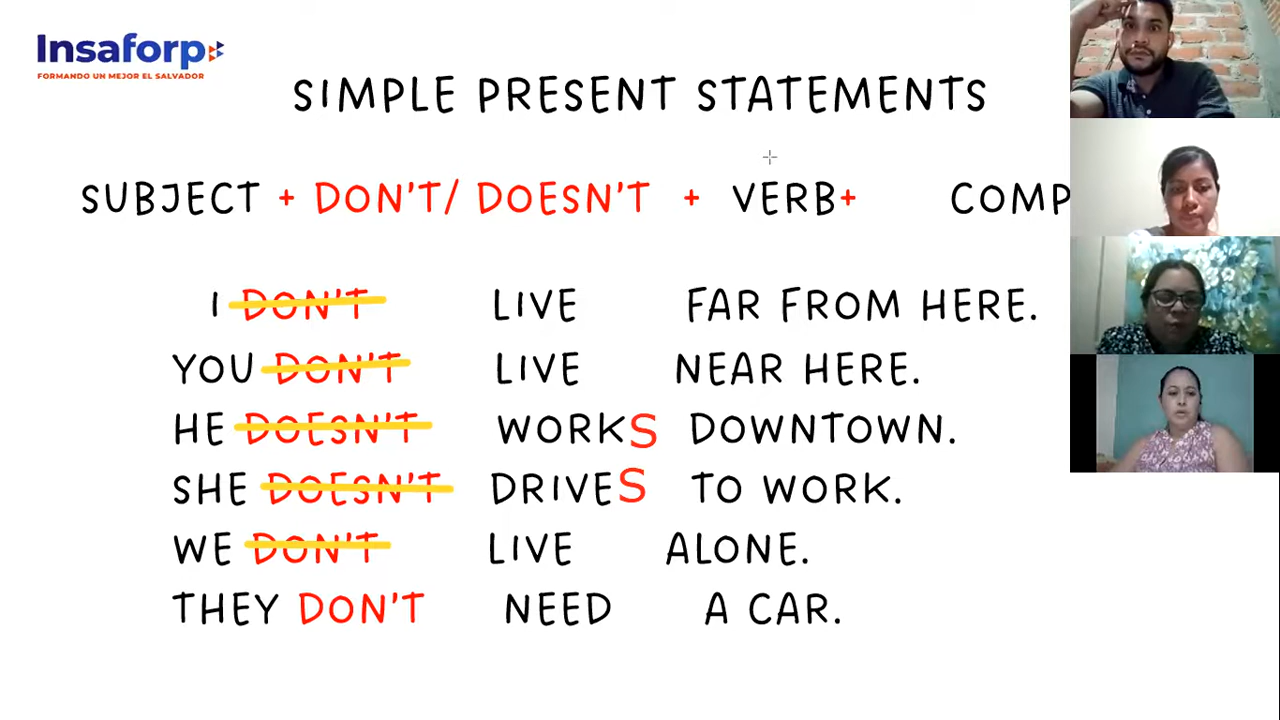 Insaforp
FORMANDO UN MEJOR EL SALVADOR
SIMPLE PRESENT STATEMENTS
SUBJECT + DON'T/ DOESN'T + VERB+ COMP
I DON'T LIVE FAR FROM HERE.
YOU DON'T LIVE NEAR HERE.
HE DOESN'T WORKS DOWNTOWN.
SHE DOESN'T DRIVES TO WORK.
WE DON'T LIVE ALONE.
THEY DON'T NEED A CAR.